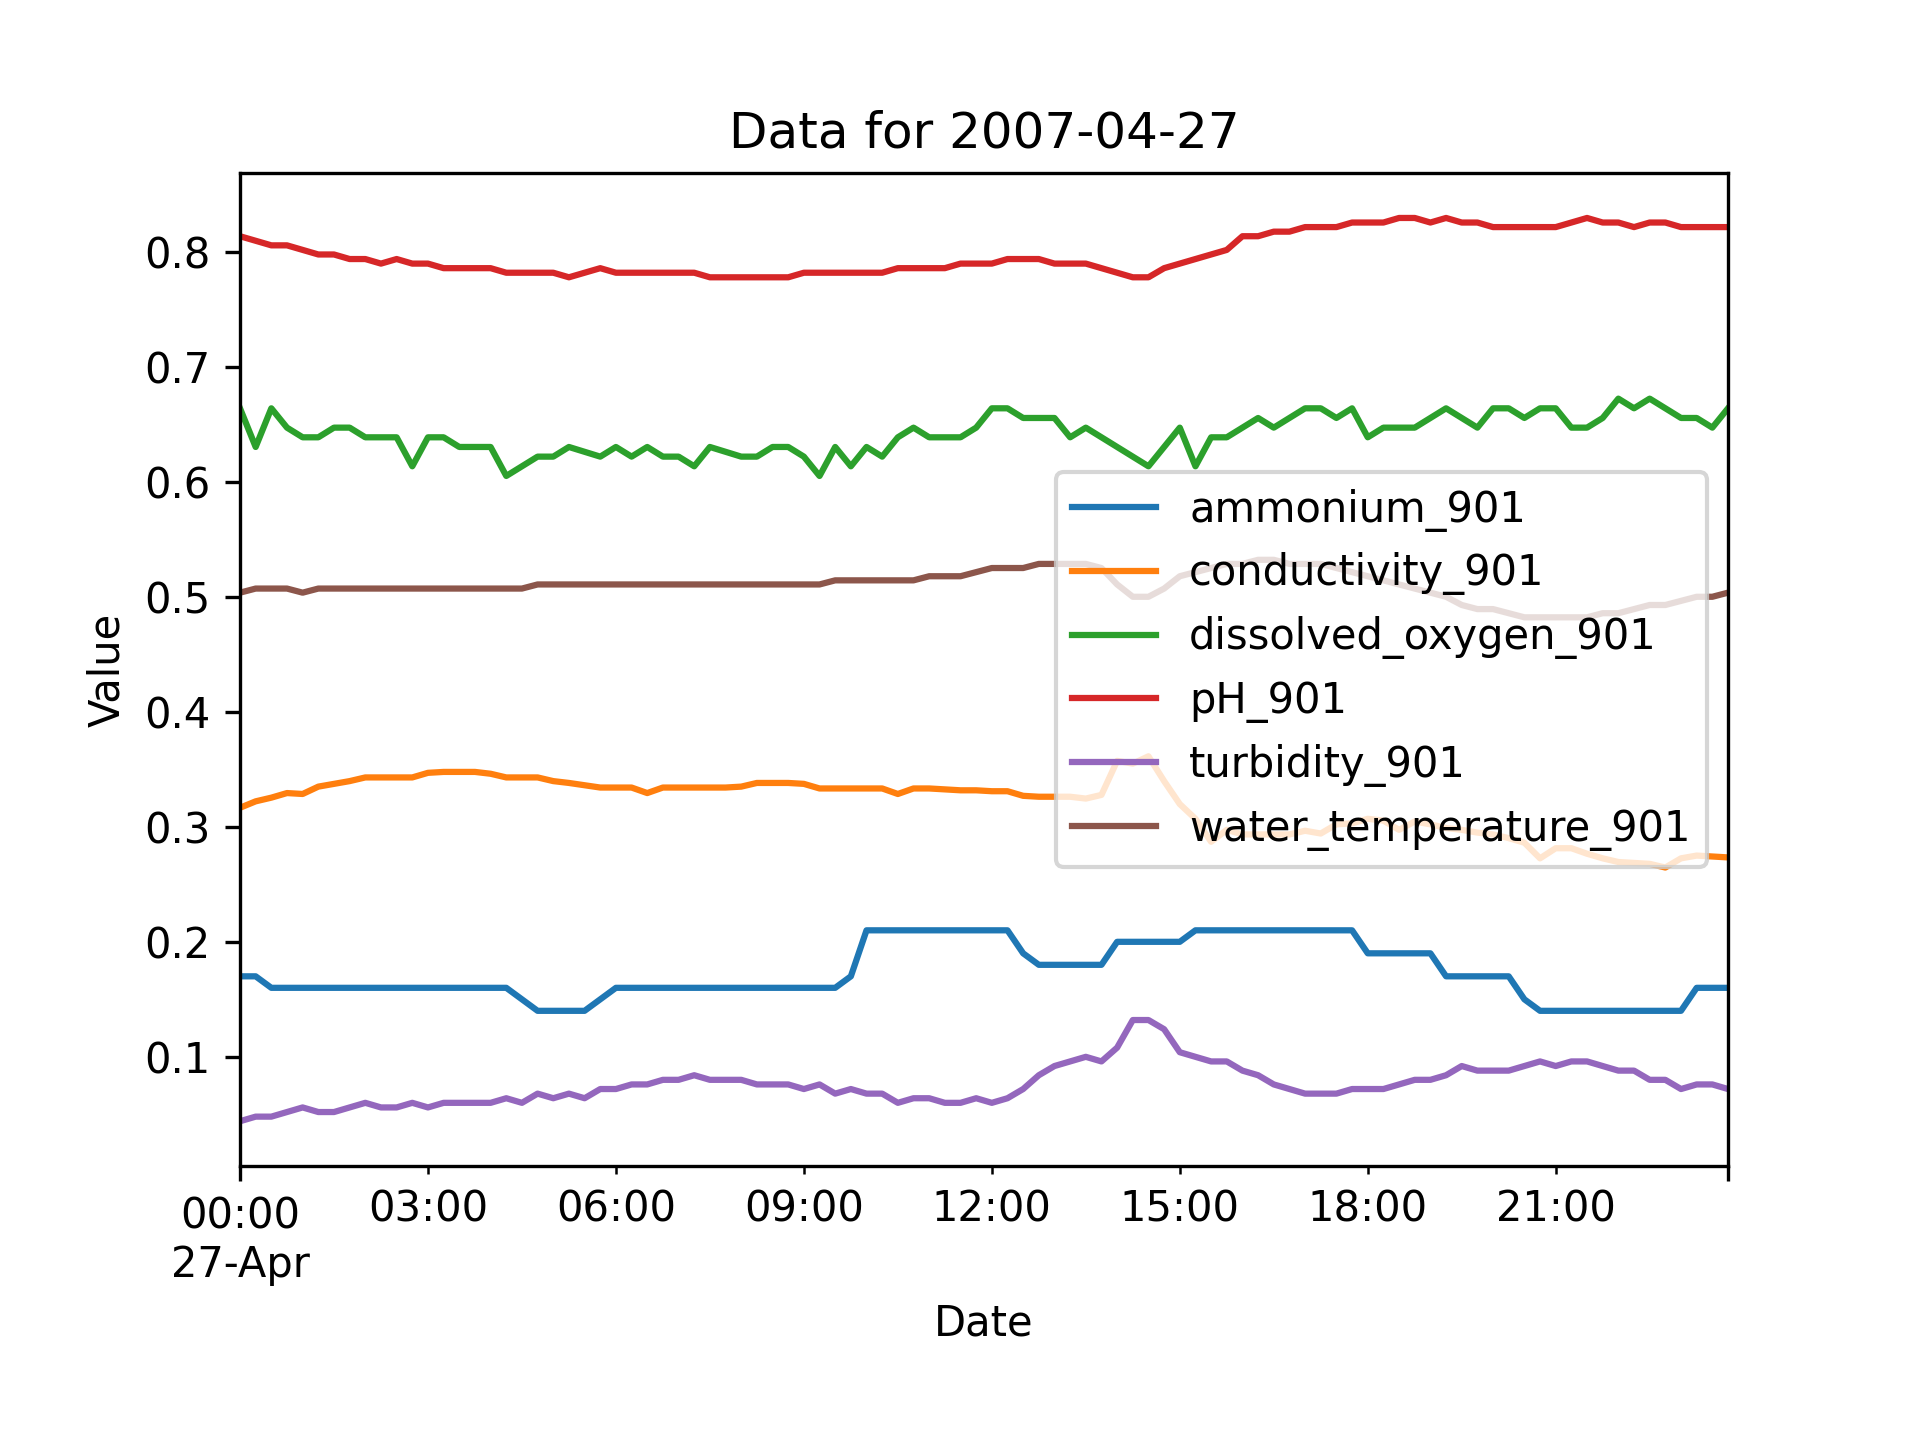 Data for 2007-04-27
Value
0.8
0.7
0.6
0.5
0.4
0.3
0.2
0.1
ammonium_901
conductivity_901
dissolved_oxygen_901
pH_901
turbidity_901
water_temperature_901
00:00 03:00 06:00 09:00 12:00 15:00 18:00 21:00
27-Apr
Date